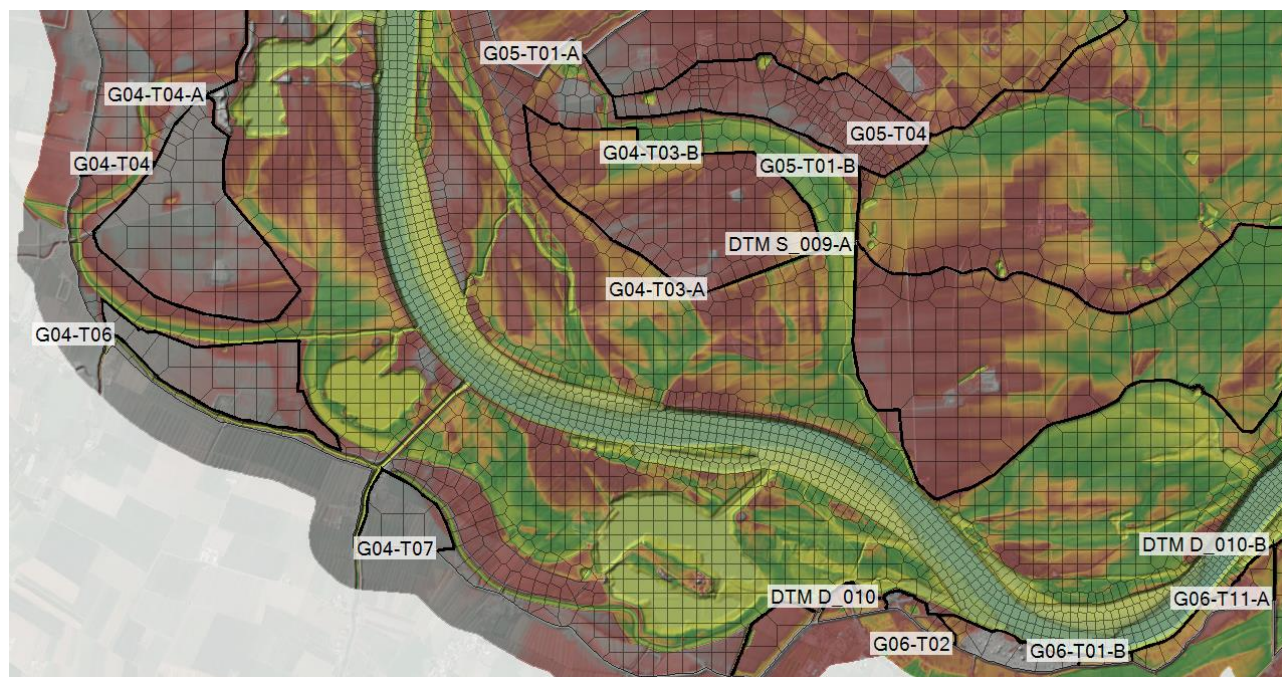 G05-T01-A
G04-T04-A
G05-T04
G04-T03-B
G04-T04
G05-T01-B
DTM S_009-A
G04-T03-A
G04-T06
G04-T07
DTM D_010-B
DTM D_010
G06-T11-A
G06-T02
G06-T01-B